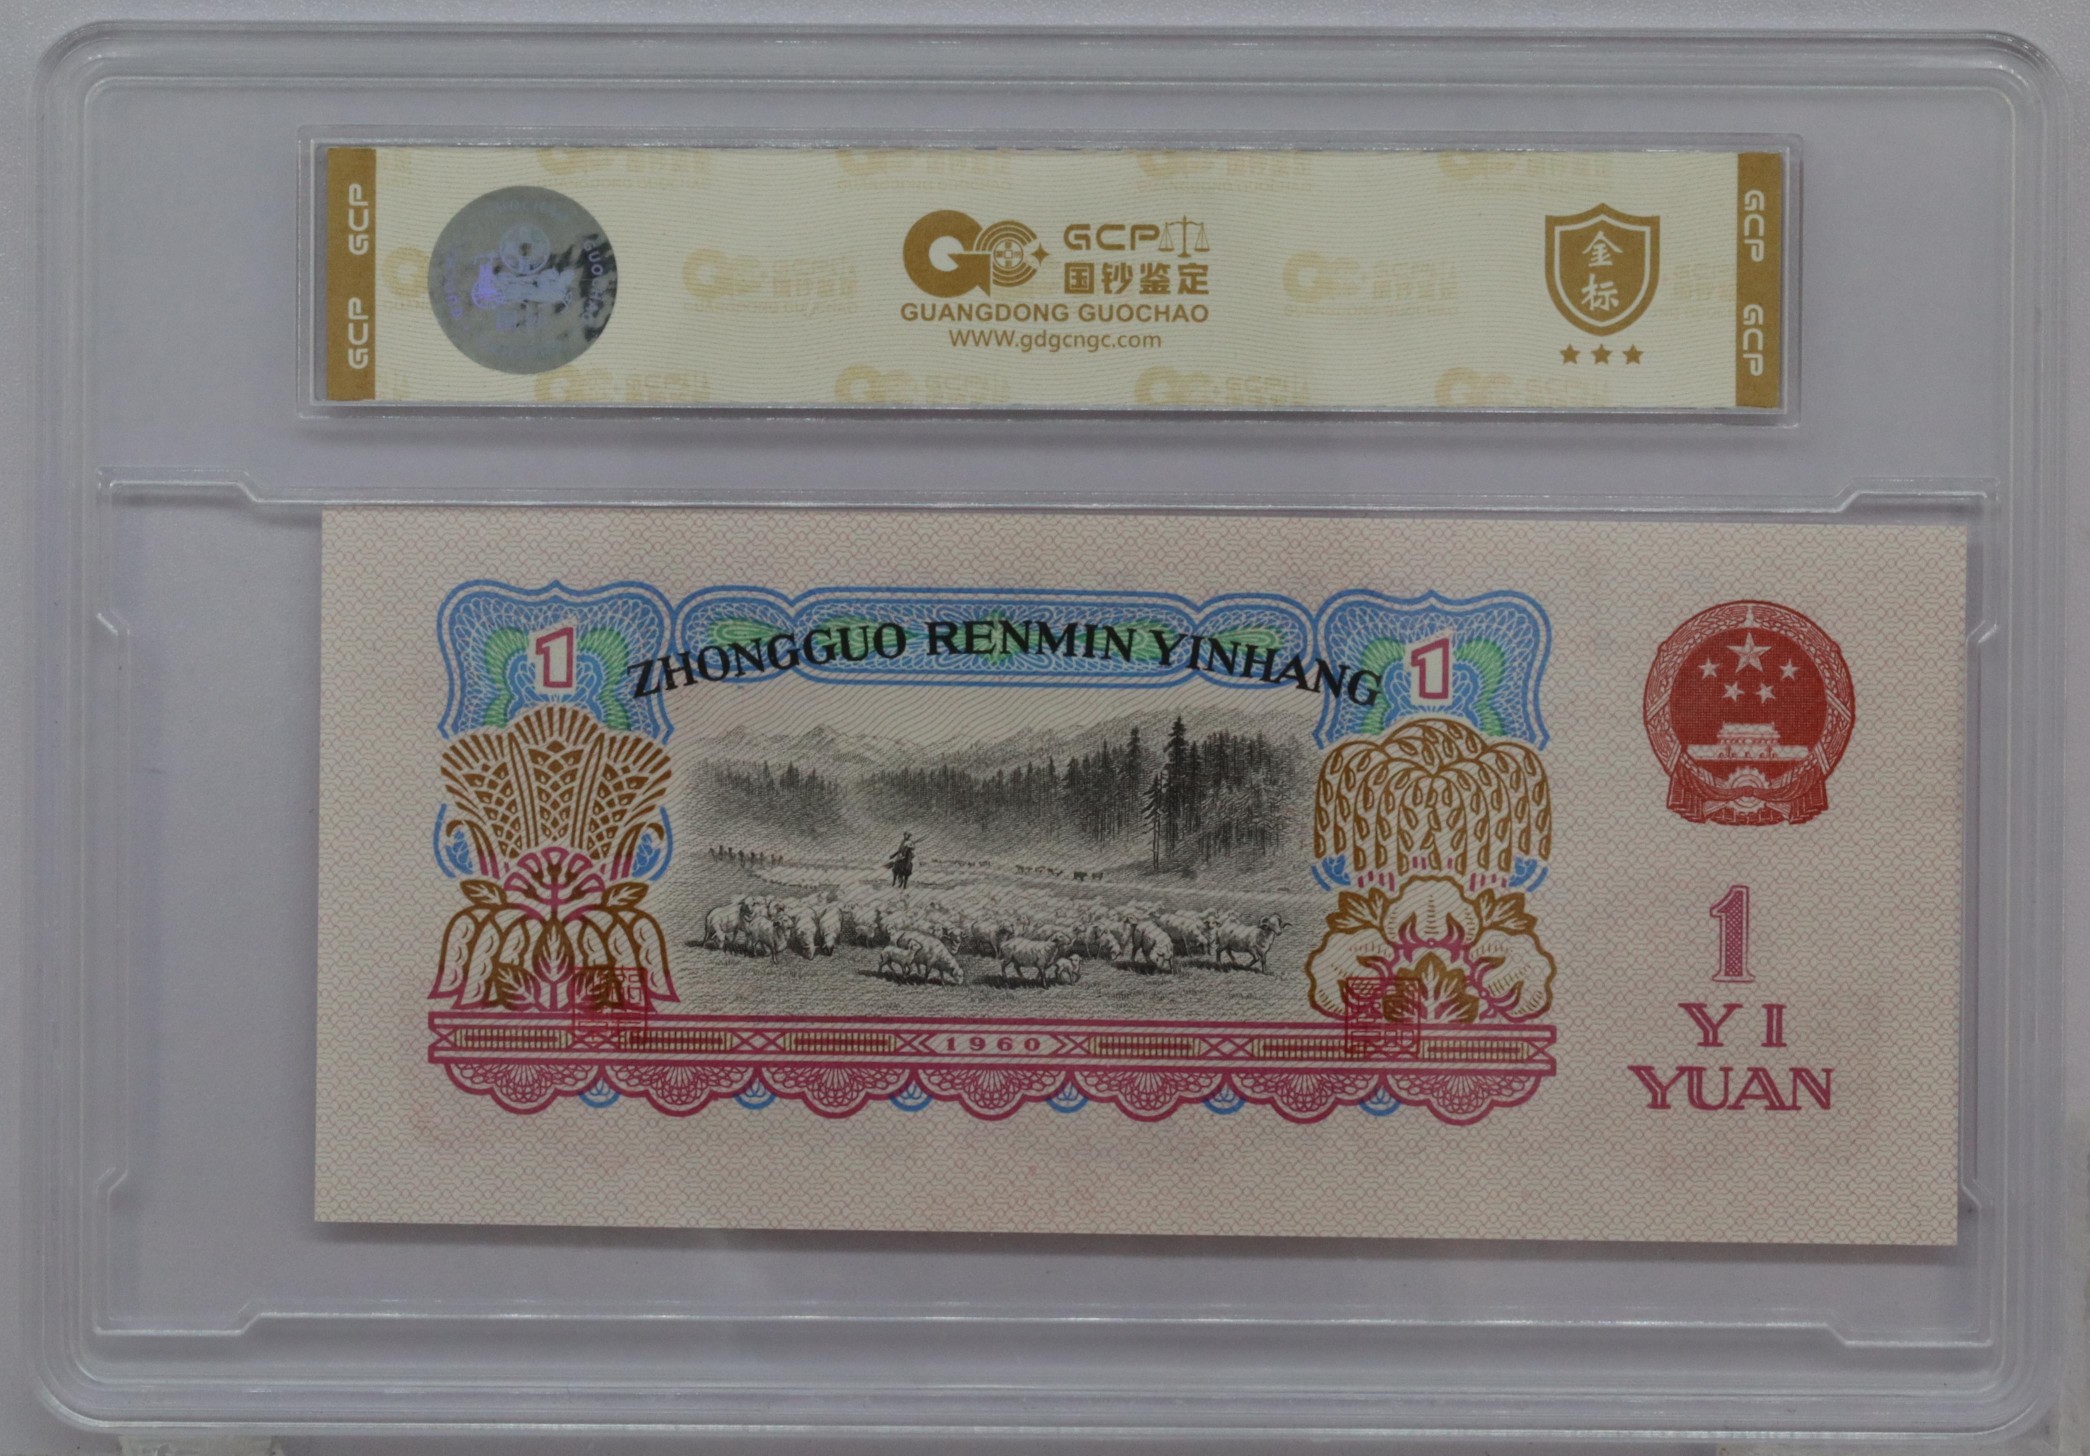 GCP GCP
GCP
国钞鉴定
GUANGDONG GUOCHAO
WWW.gdgcngc.com
金
标
GCP GCP
1
ZHONGGUO RENMIN YINHANG
1
1960
1
YI
YUAN